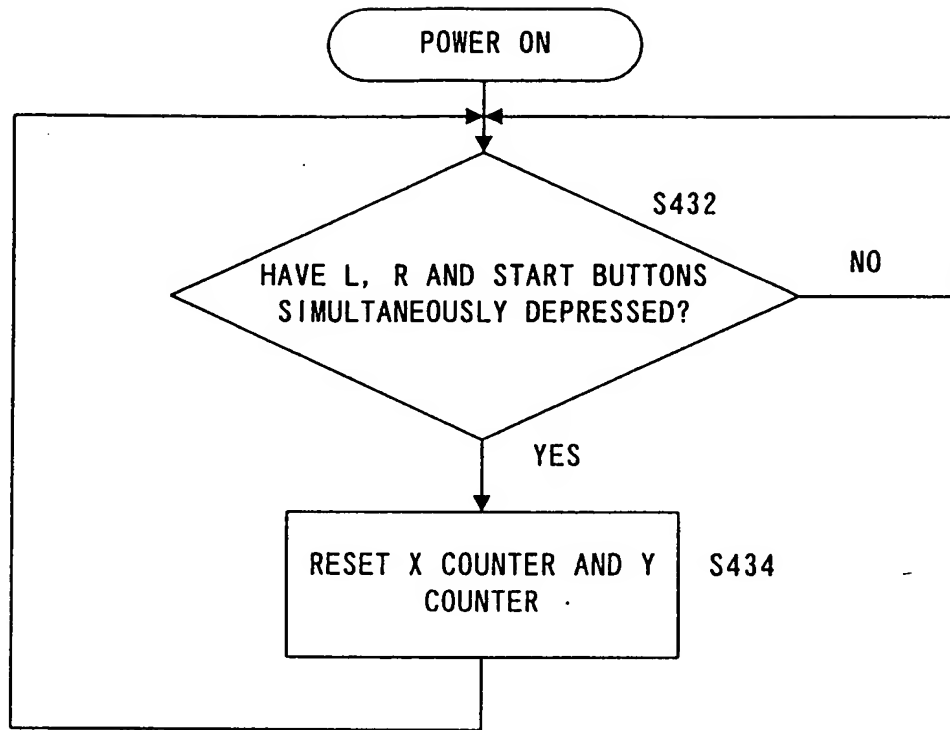 POWER ON
S432
HAVE L, R AND START BUTTONS
SIMULTANEOUSLY DEPRESSED?
NO
YES
RESET X COUNTER AND Y
COUNTER
S434